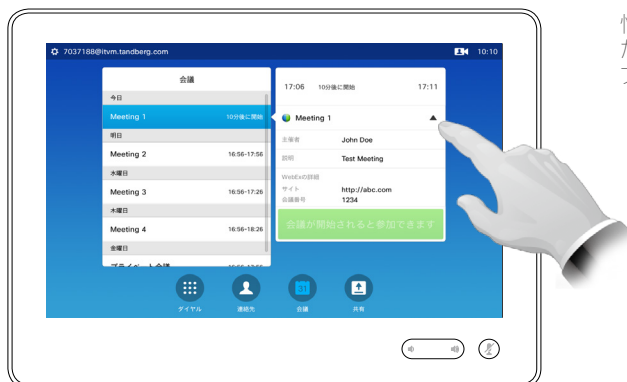 7037188@itvm.tandberg.com
10:10
会議
今日
Meeting 1 10分後に開始
明日
Meeting 2 16:56-17:56
水曜日
Meeting 3 16:56-17:26
木曜日
Meeting 4 16:56-18:26
金曜日
17:06 10分後に開始 17:11
Meeting 1
主催者 John Doe
説明 Test Meeting
WebExの詳細
サイト http://abc.com
会議番号 1234
会議が開始されると参加できます
31
ダイヤル 連絡先 会議 共有